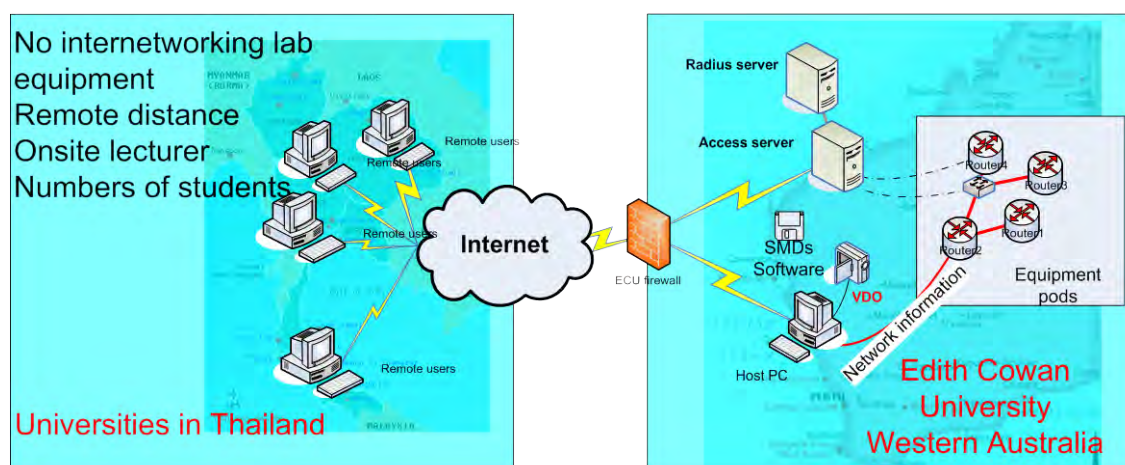 No internetworking lab
equipment
Remote distance
Onsite lecturer
Numbers of students
Remote users
Remote users
Remote users
Remote users
Universities in Thailand
Internet
ECU firewall
Radius server
Access server
SMDs
Software
VDO
Host PC
Network information
Router4
Router3
Router1
Router2
Equipment
pods
Edith Cowan
University
Western Australia
LAOS